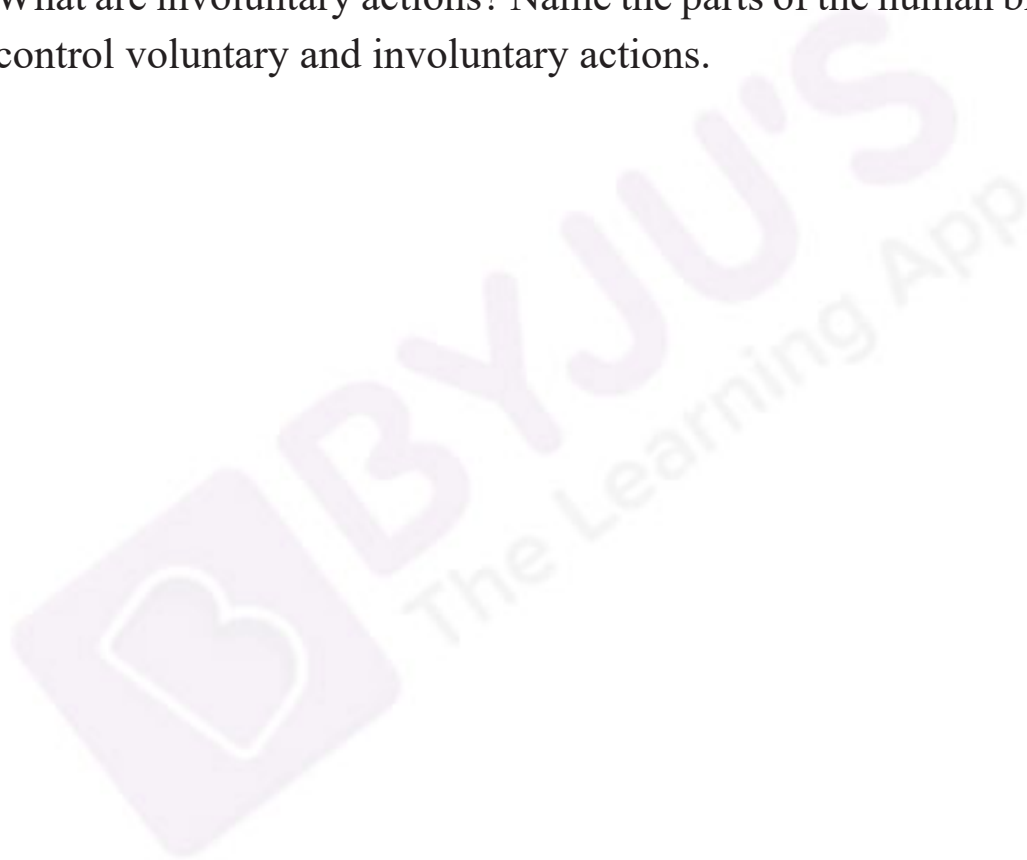 What are involuntary actions? Name the parts of the human
control voluntary and involuntary actions.
BYJU'S
The Learning App